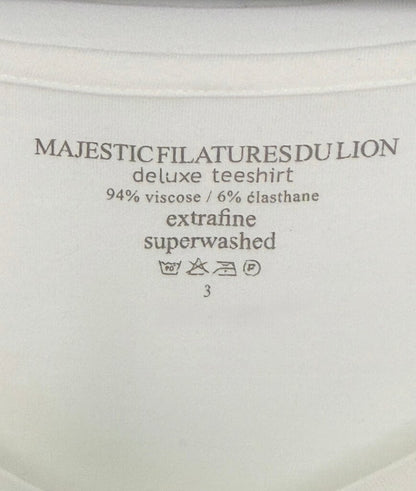 MAJESTIC FILATURES DU LION
deluxe teeshirt
94% viscose / 6% élasthane
extrafine
superwashed
3